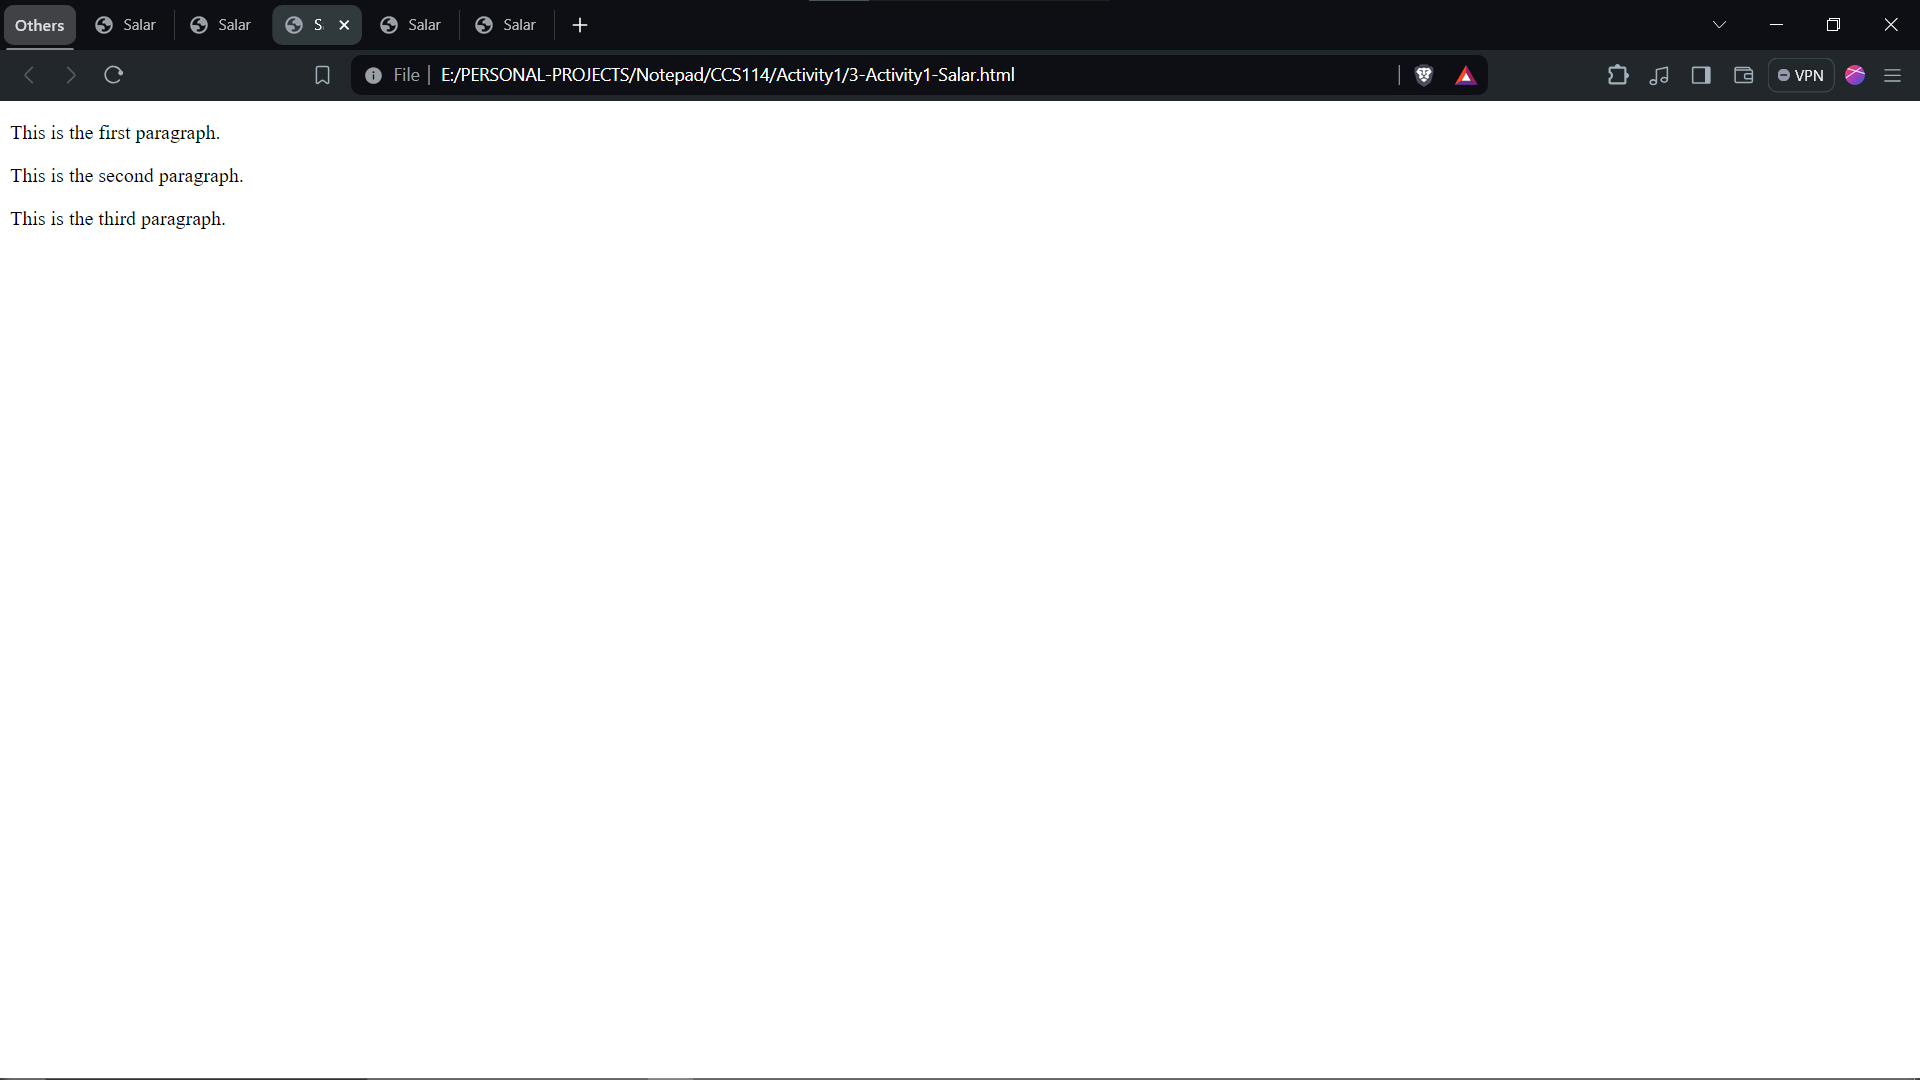 Others
Salar
Salar
S
Salar
Salar
File
E:/PERSONAL-PROJECTS/Notepad/CCS114/Activity1/3-Activity1-Salar.html
VPN
This is the first paragraph.
This is the second paragraph.
This is the third paragraph.